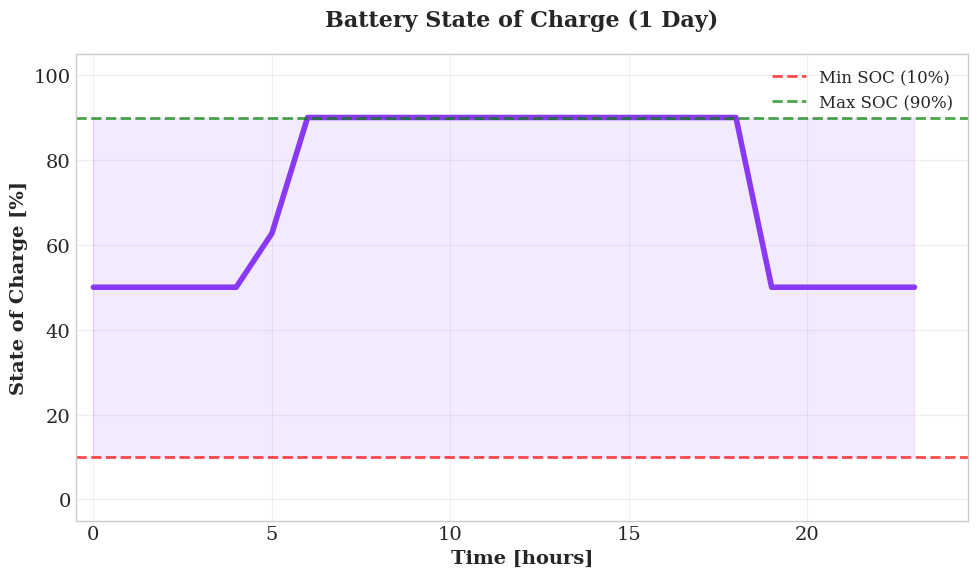 Battery State of Charge (1 Day)
Min SOC (10%)
Max SOC (90%)
State of Charge [%]
100
80
60
40
20
0
0 5 10 15 20
Time [hours]